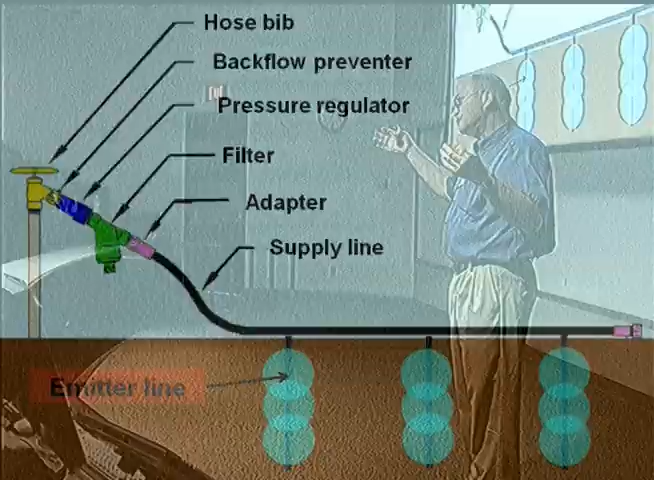 Hose bib
Backflow preventer
Pressure regulator
Filter
Adapter
Supply line
Emitter line